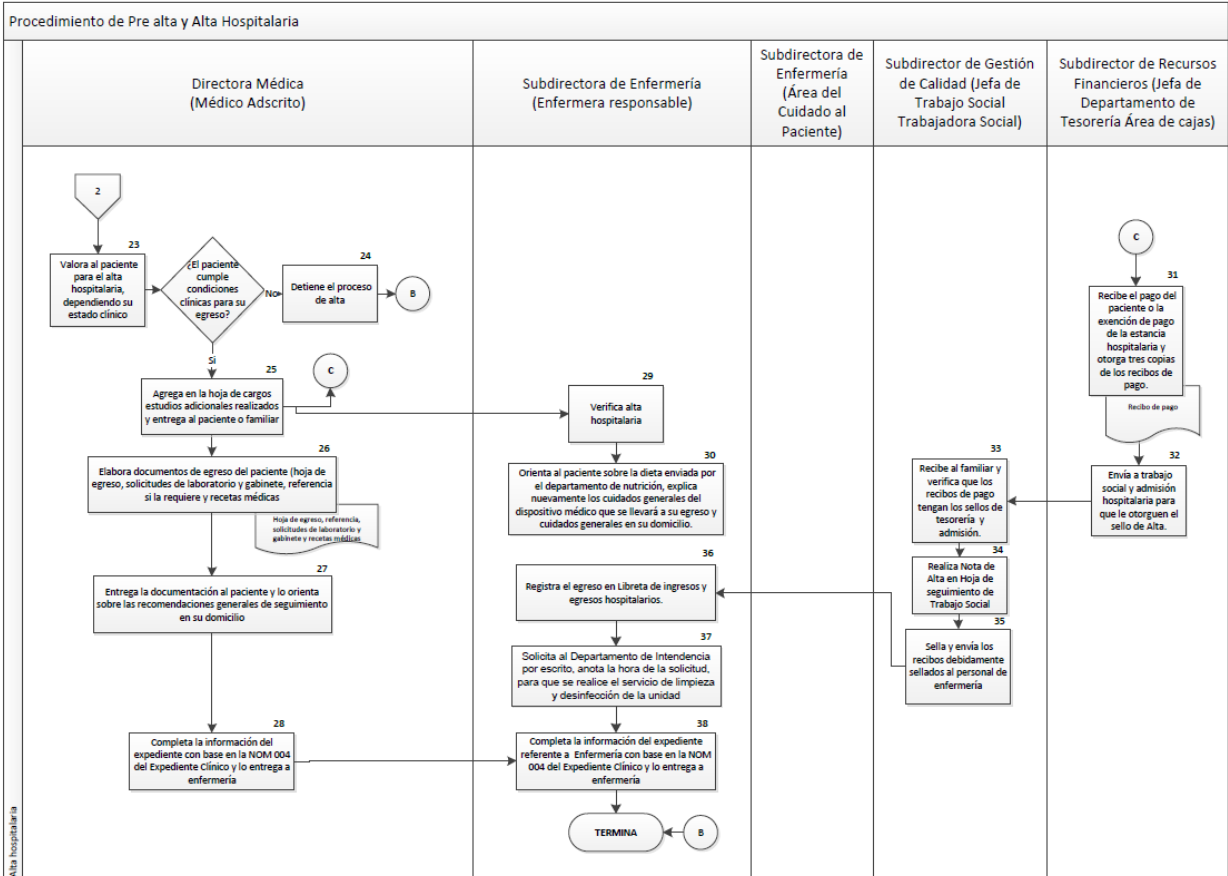 Procedimiento de Pre alta y Alta Hospitalaria
Directora Médica
(Médico Adscrito)
Subdirectora de Enfermería
(Enfermera responsable)
Subdirectora de
Enfermería
(Área del
Cuidado al
Paciente)
Subdirector de Gestión
de Calidad (Jefa de
Trabajo Social
Trabajadora Social)
Subdirector de Recursos
Financieros (Jefa de
Departamento de
Tesorería Área de cajas)
2
23
Valora al paciente
para el alta
hospitalaria,
dependiendo su
estado clínico
¿El paciente
cumple
condiciones
clínicas para su
egreso?
No
24
Detiene el proceso
de alta
B
Si
25
Agrega en la hoja de cargos
estudios adicionales realizados
y entrega al paciente o familiar
C
26
Elabora documentos de egreso del paciente (hoja de
egreso, solicitudes de laboratorio y gabinete, referencia
si la requiere y recetas médicas
Hoja de egreso, referencia,
solicitudes de laboratorio y
gabinete y recetas médicas
27
Entrega la documentación al paciente y lo orienta
sobre las recomendaciones generales de seguimiento
en su domicilio
28
Completa la información del
expediente con base en la NOM 004
del Expediente Clínico y lo entrega a
enfermería
29
Verifica alta
hospitalaria
30
Orienta al paciente sobre la dieta enviada por
el departamento de nutrición, explica
nuevamente los cuidados generales del
dispositivo médico que se llevará a su egreso y
cuidados generales en su domicilio.
C
31
Recibe el pago del
paciente o la
exención de pago
de la estancia
hospitalaria y
otorga tres copias
de los recibos de
pago.
Recibo de pago
32
Envía a trabajo
social y admisión
hospitalaria para
que le otorguen el
sello de Alta.
33
Recibe al familiar y
verifica que los
recibos de pago
tengan los sellos de
tesorería y
admisión.
34
Realiza Nota de
Alta en Hoja de
seguimiento de
Trabajo Social
35
Sella y envía los
recibos debidamente
sellados al personal de
enfermería
36
Registra el egreso en Libreta de ingresos y
egresos hospitalarios.
37
Solicita al Departamento de Intendencia
por escrito, anota la hora de la solicitud,
para que se realice el servicio de limpieza
y desinfección de la unidad
38
Completa la información del expediente
referente a Enfermería con base en la NOM
004 del Expediente Clínico y lo entrega a
enfermería
TERMINA
B
Alta hospitalaria